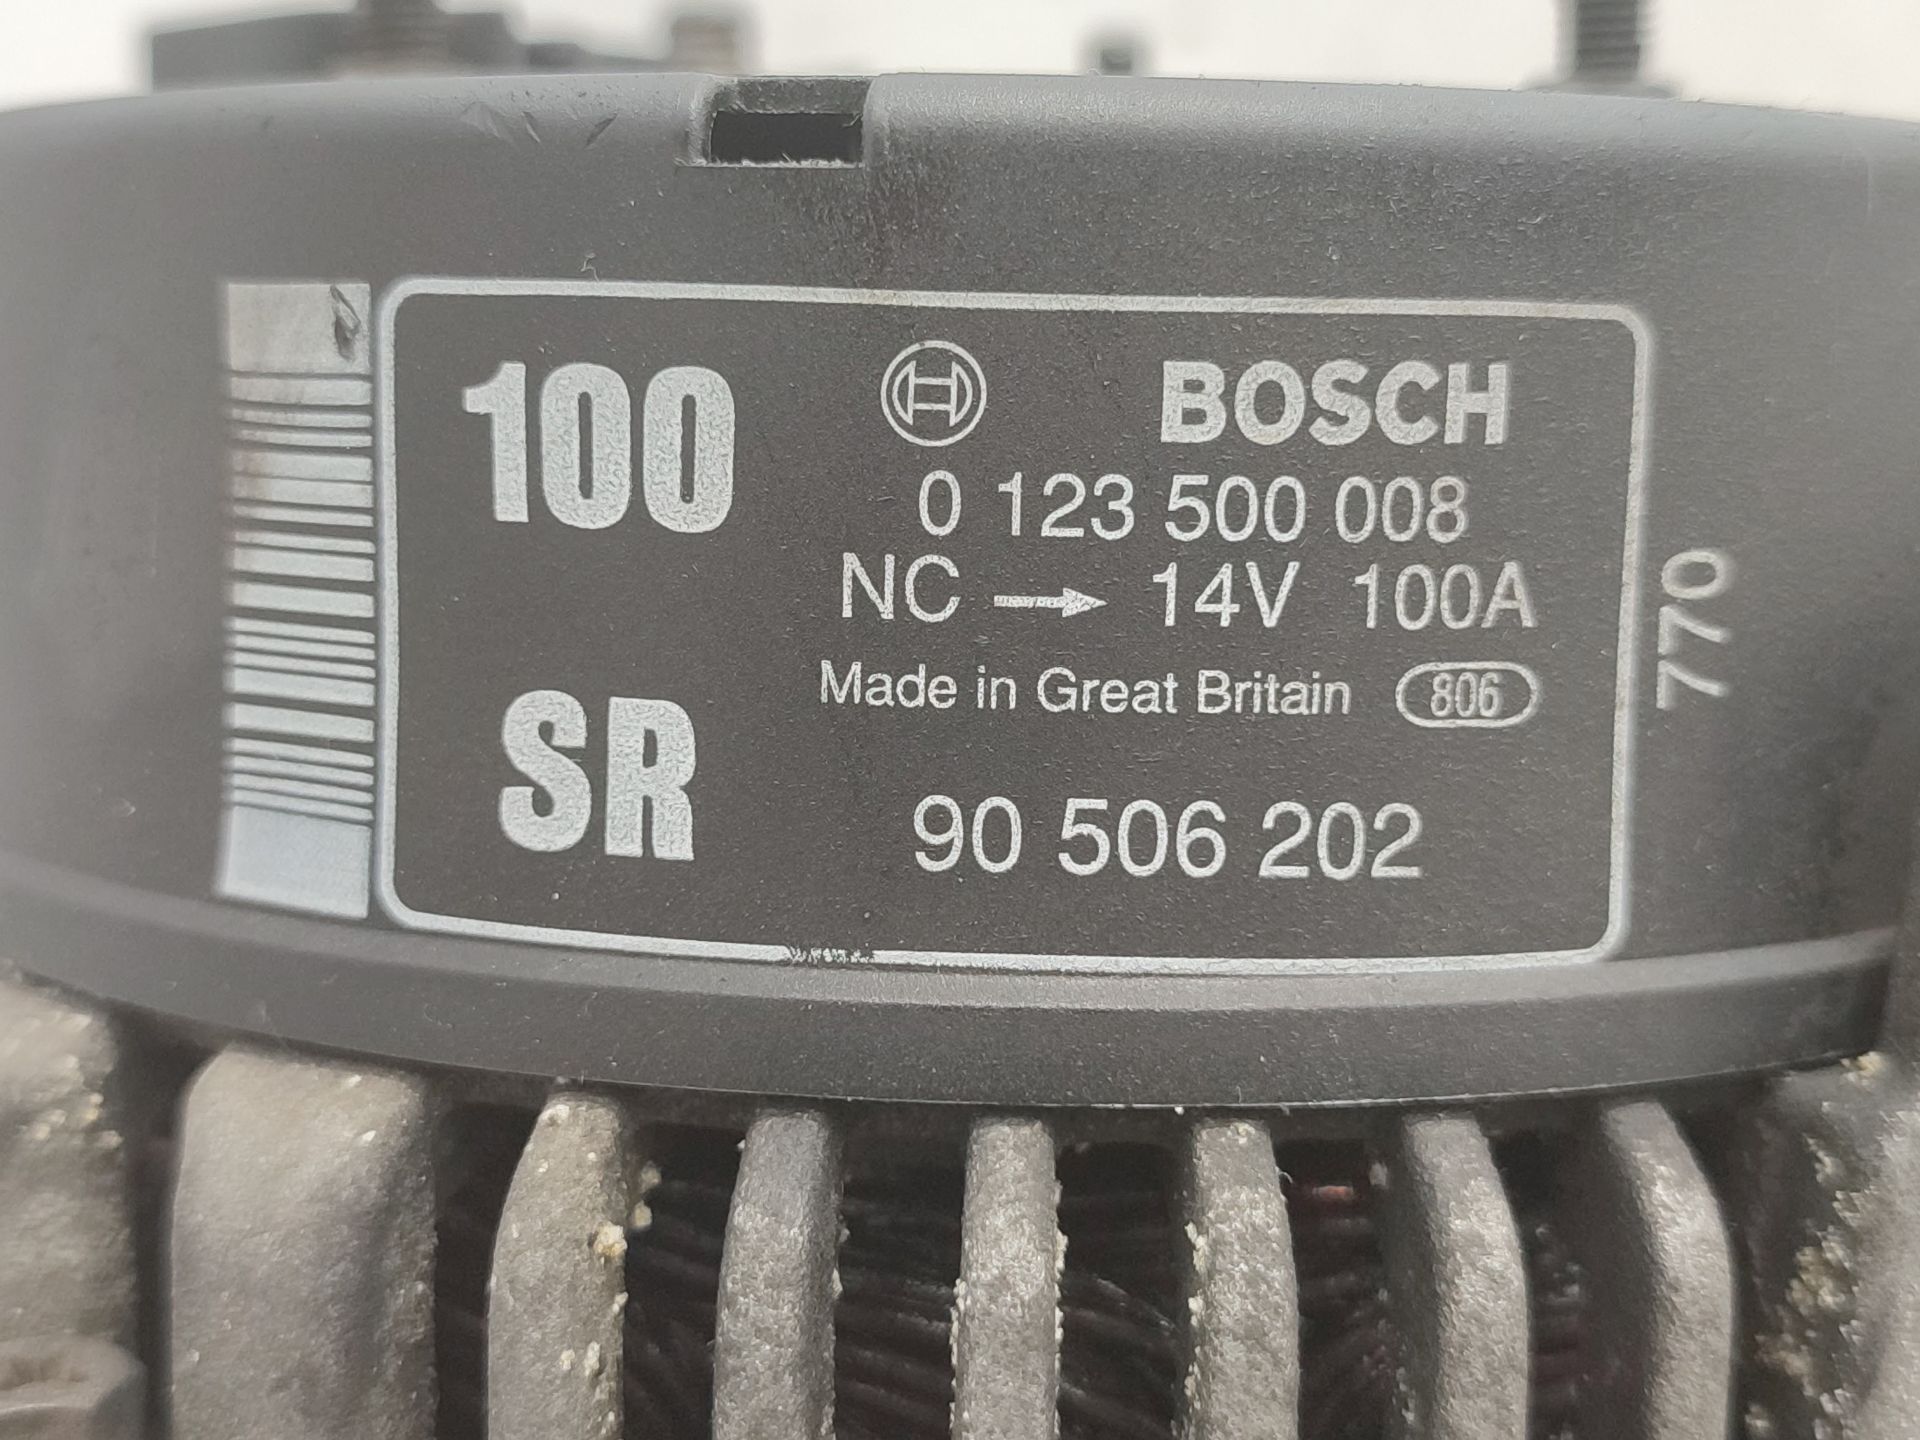 100
BOSCH
0 123 500 008
NC → 14V 100A
Made in Great Britain 806
SR
90 506 202
770